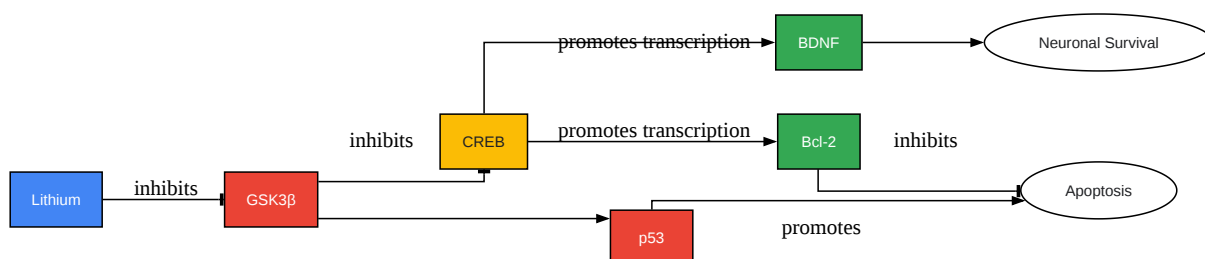 promotes transcription
BDNF
Neuronal Survival
inhibits
CREB
promotes transcription
Bcl-2
inhibits
Lithium
inhibits
GSK3β
Apoptosis
p53
promotes